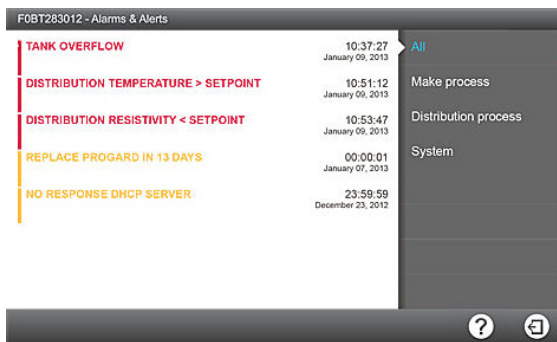 F0BT283012 - Alarms & Alerts
TANK OVERFLOW
10:37:27
January 09, 2013
DISTRIBUTION TEMPERATURE > SETPOINT
10:51:12
January 09, 2013
DISTRIBUTION RESISTIVITY < SETPOINT
10:53:47
January 09, 2013
REPLACE PROGARD IN 13 DAYS
00:00:01
January 07, 2013
NO RESPONSE DHCP SERVER
23:59:59
December 23, 2012
All
Make process
Distribution process
System
?